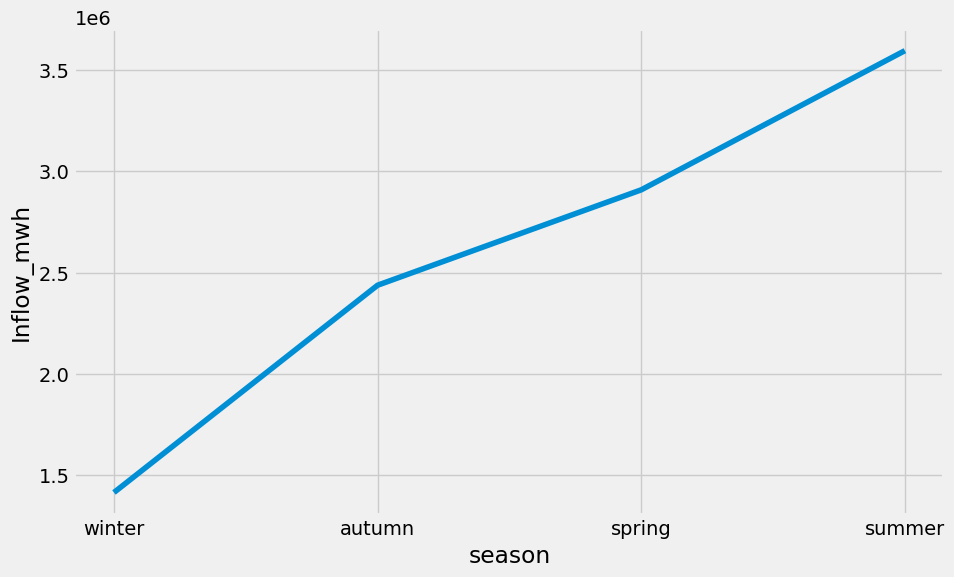 1e6
3.5
3.0
2.5
2.0
1.5
Inflow_mwh
winter autumn spring summer
season